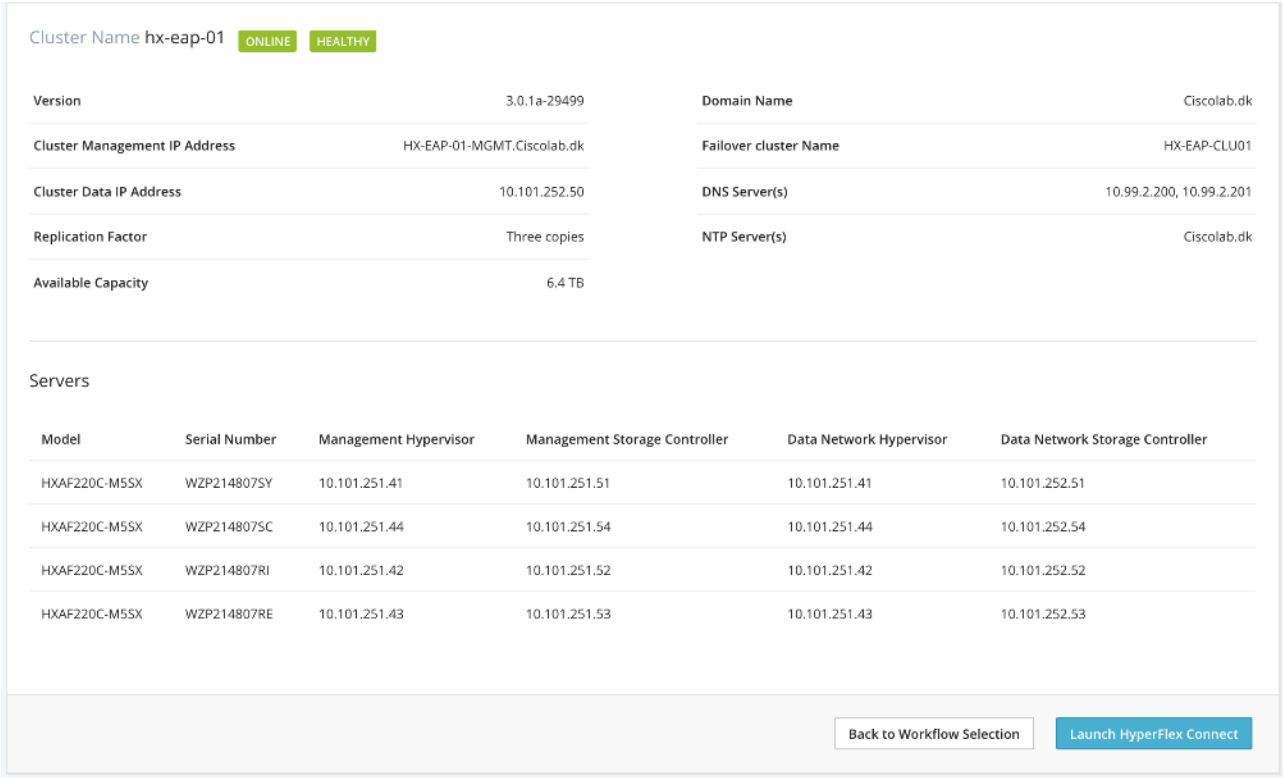 Cluster Name hx-eap-01 ONLINE HEALTHY
Version 3.0.1a-29499 Domain Name Ciscolab.dk
Cluster Management IP Address HX-EAP-01-MGMT.Ciscolab.dk Failover cluster Name HX-EAP-CLU01
Cluster Data IP Address 10.101.252.50 DNS Server(s) 10.99.2.200, 10.99.2.201
Replication Factor Three copies NTP Server(s) Ciscolab.dk
Available Capacity 6.4 TB
Servers
Model Serial Number Management Hypervisor Management Storage Controller Data Network Hypervisor Data Network Storage Controller
HXAF220C-M5SX WZP214807SY 10.101.251.41 10.101.251.51 10.101.251.41 10.101.252.51
HXAF220C-M5SX WZP214807SC 10.101.251.44 10.101.251.54 10.101.251.44 10.101.252.54
HXAF220C-M5SX WZP214807RI 10.101.251.42 10.101.251.52 10.101.251.42 10.101.252.52
HXAF220C-M5SX WZP214807RE 10.101.251.43 10.101.251.53 10.101.251.43 10.101.252.53
Back to Workflow Selection Launch HyperFlex Connect